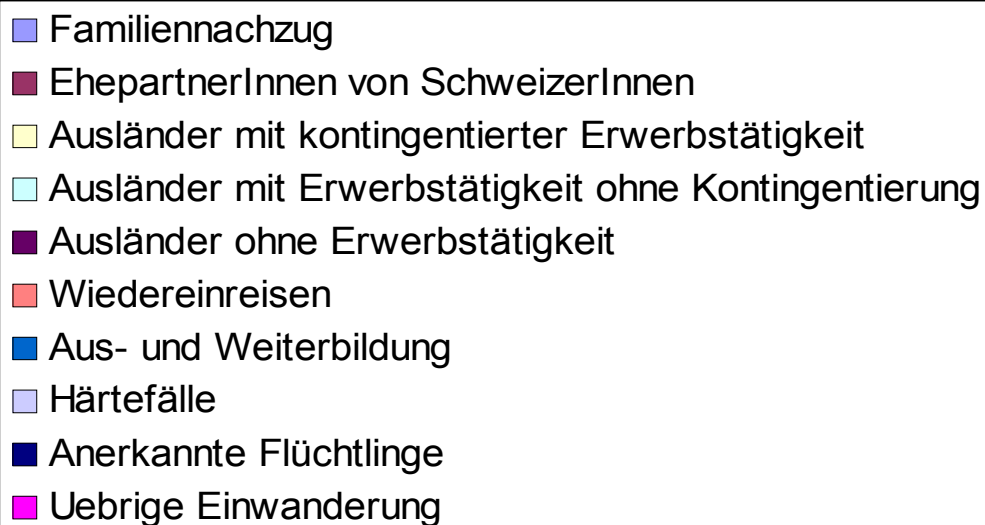 Familiennachzug
EhepartnerInnen von SchweizerInnen
Ausländer mit kontingentierter Erwerbstätigkeit
Ausländer mit Erwerbstätigkeit ohne Kontingentierung
Ausländer ohne Erwerbstätigkeit
Wiedereinreisen
Aus- und Weiterbildung
Härtefälle
Anerkannte Flüchtlinge
Uebrige Einwanderung